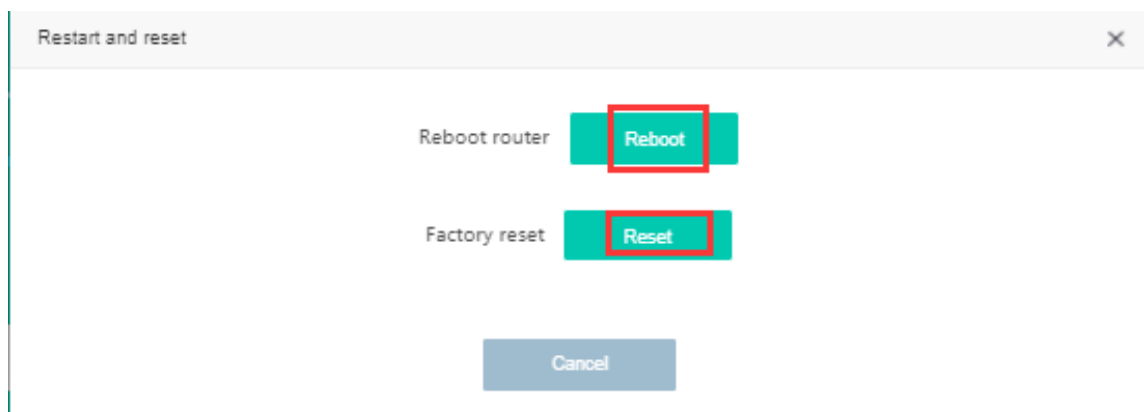 Restart and reset
Reboot router Reboot
Factory reset Reset
Cancel